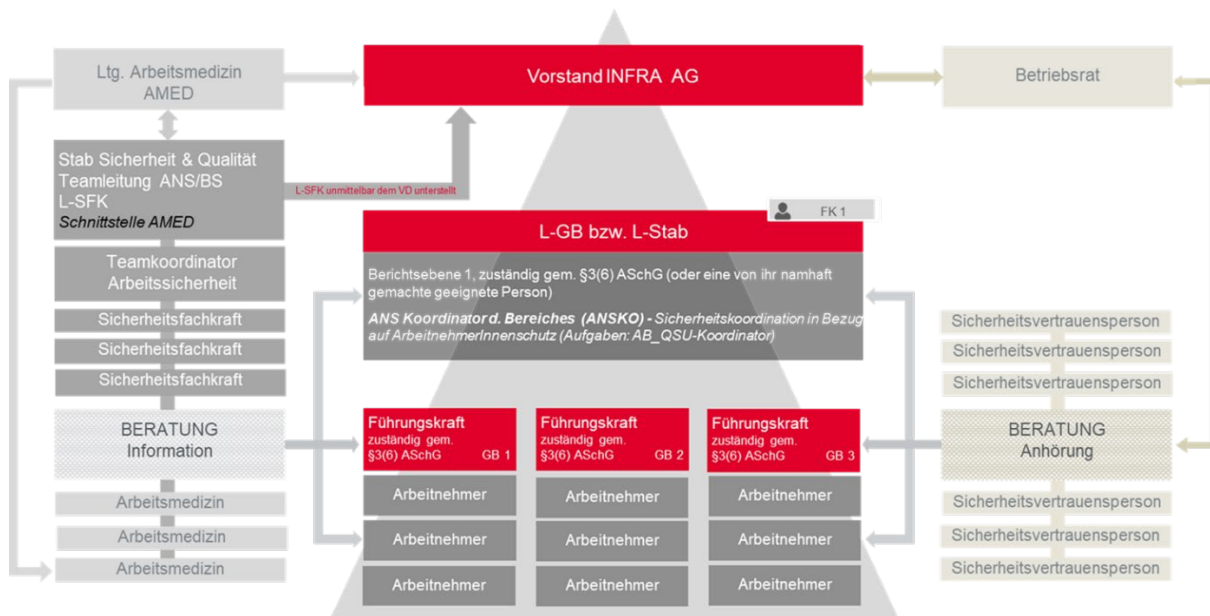 Ltg. Arbeitsmedizin
AMED
Vorstand INFRA AG
Betriebsrat
Stab Sicherheit & Qualität
Teamleitung ANS/BS
L-SFK
Schnittstelle AMED
L-SFK unmittelbar dem VD unterstellt
FK 1
L-GB bzw. L-Stab
Teamkoordinator
Arbeitssicherheit
Berichtsebene 1, zuständig gem. §3(6) ASchG (oder eine von ihr namhaft
gemachte geeignete Person)
ANS Koordinator d. Bereiches (ANSKO) - Sicherheitskoordination in Bezug
auf ArbeitnehmerInnenschutz (Aufgaben: AB_QSU-Koordinator)
Sicherheitsfachkraft
Sicherheitsfachkraft
Sicherheitsfachkraft
Sicherheitsvertrauensperson
Sicherheitsvertrauensperson
Sicherheitsvertrauensperson
BERATUNG
Information
Führungskraft
zuständig gem.
§3(6) ASchG GB 1
Führungskraft
zuständig gem.
§3(6) ASchG GB 2
Führungskraft
zuständig gem.
§3(6) ASchG GB 3
BERATUNG
Anhörung
Arbeitsmedizin
Arbeitsmedizin
Arbeitsmedizin
Arbeitnehmer
Arbeitnehmer
Arbeitnehmer
Arbeitnehmer
Arbeitnehmer
Arbeitnehmer
Arbeitnehmer
Arbeitnehmer
Arbeitnehmer
Sicherheitsvertrauensperson
Sicherheitsvertrauensperson
Sicherheitsvertrauensperson